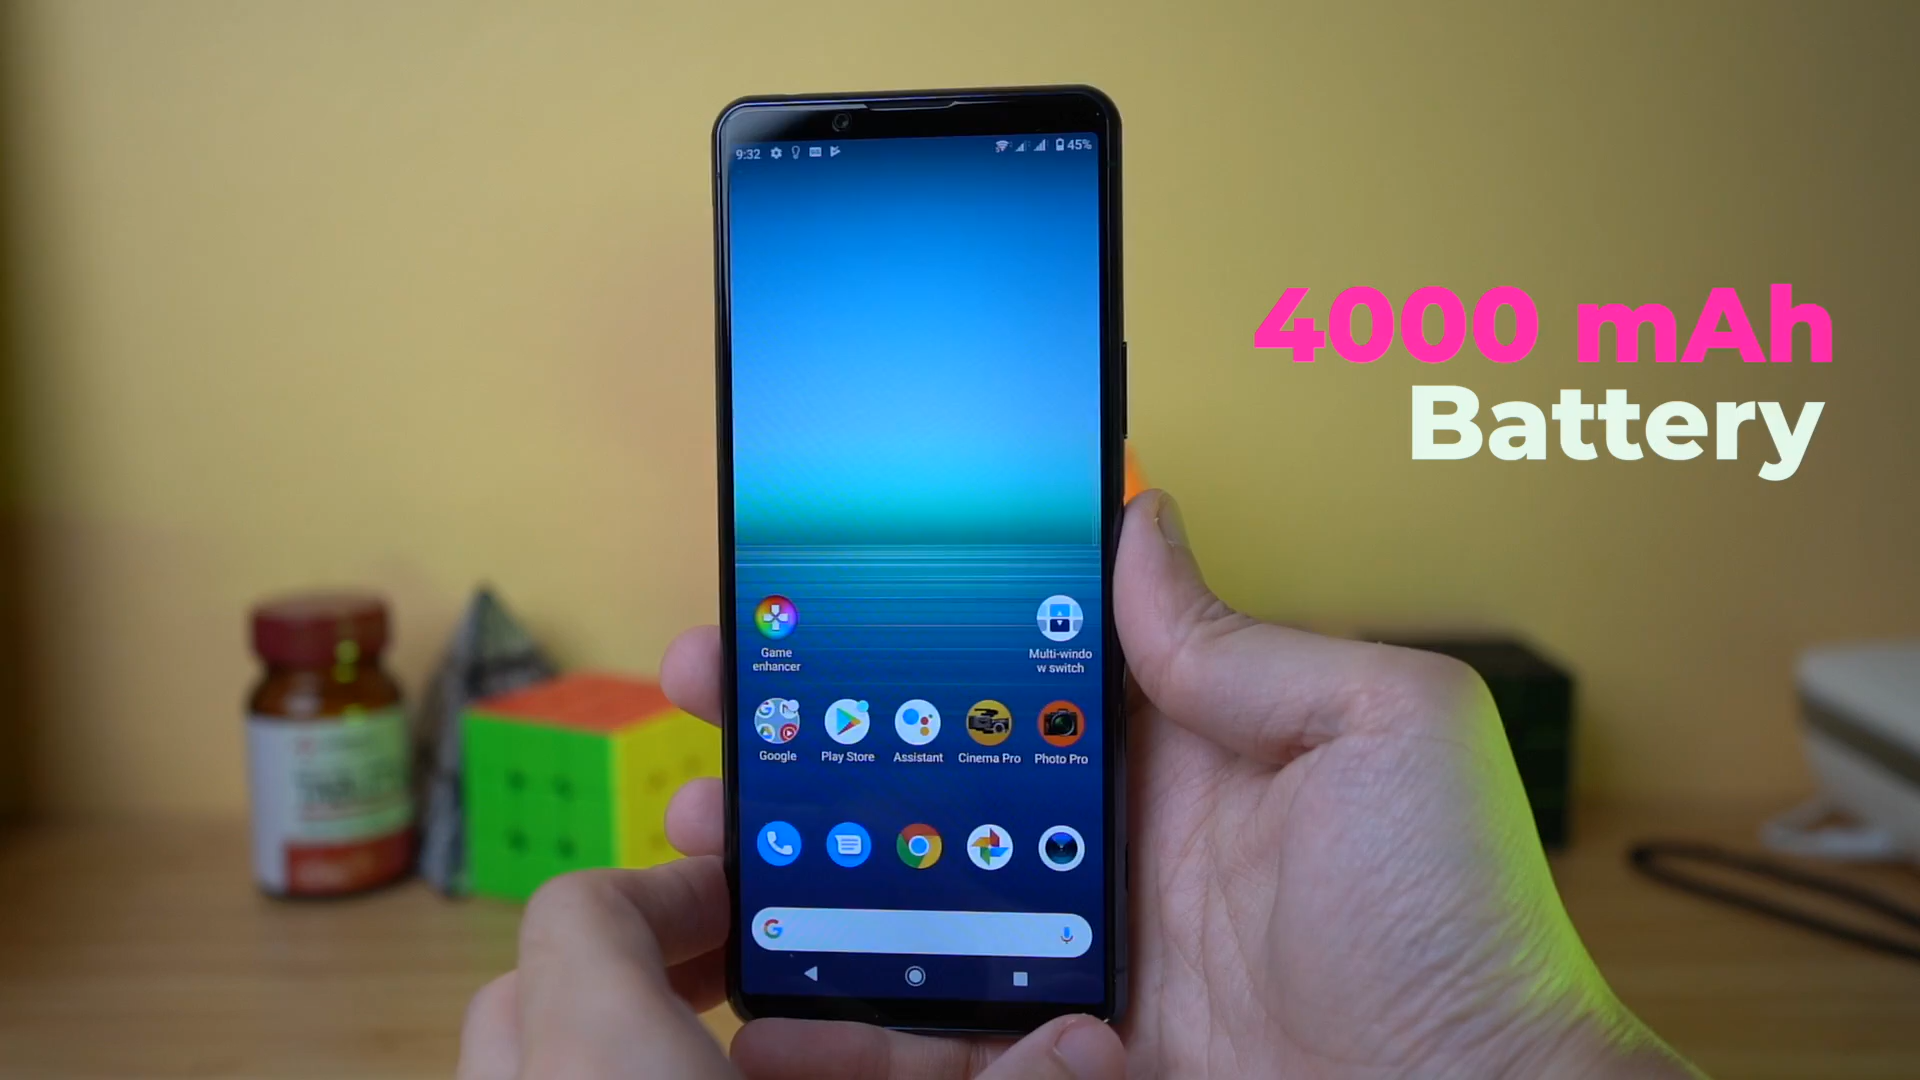 9:32
45%
4000 mAh
Battery
Game
enhancer
Multi-windo
w switch
Google
Play Store
Assistant
Cinema Pro
Photo Pro